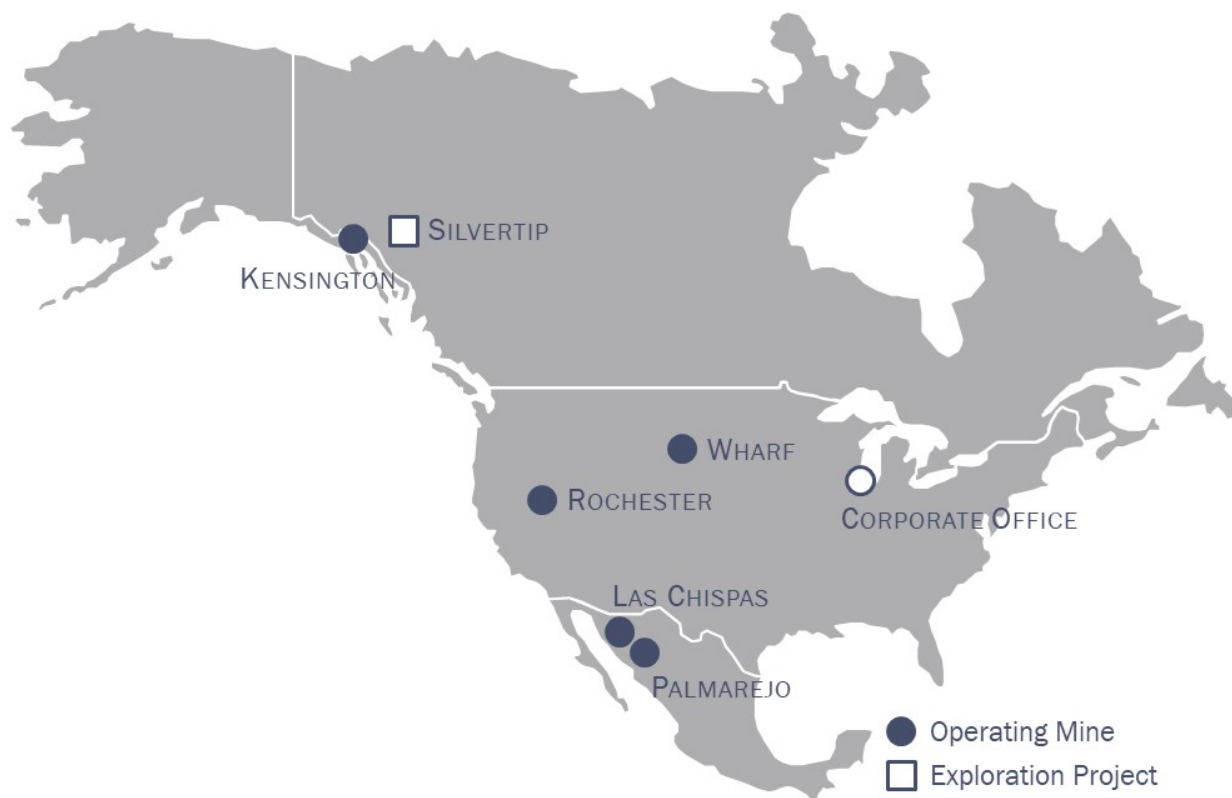 SILVERTIP
KENSINGTON
WHARF
ROCHESTER
CORPORATE OFFICE
LAS CHISPAS
PALMAREJO
Operating Mine
Exploration Project